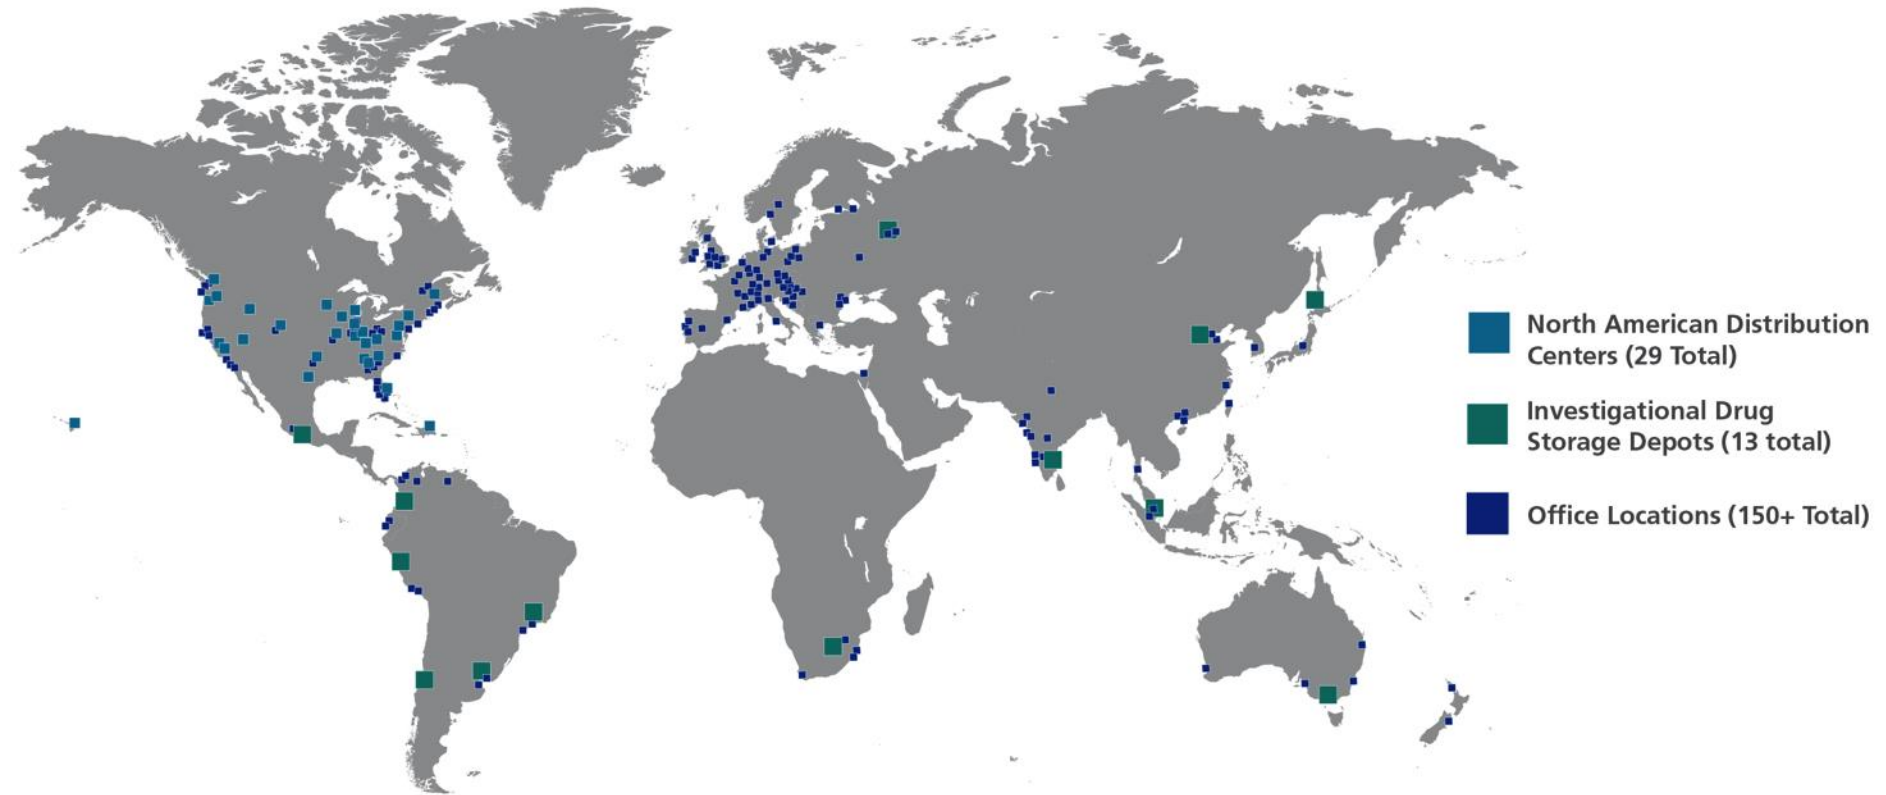 North American Distribution
Centers (29 Total)
Investigational Drug
Storage Depots (13 total)
Office Locations (150+ Total)